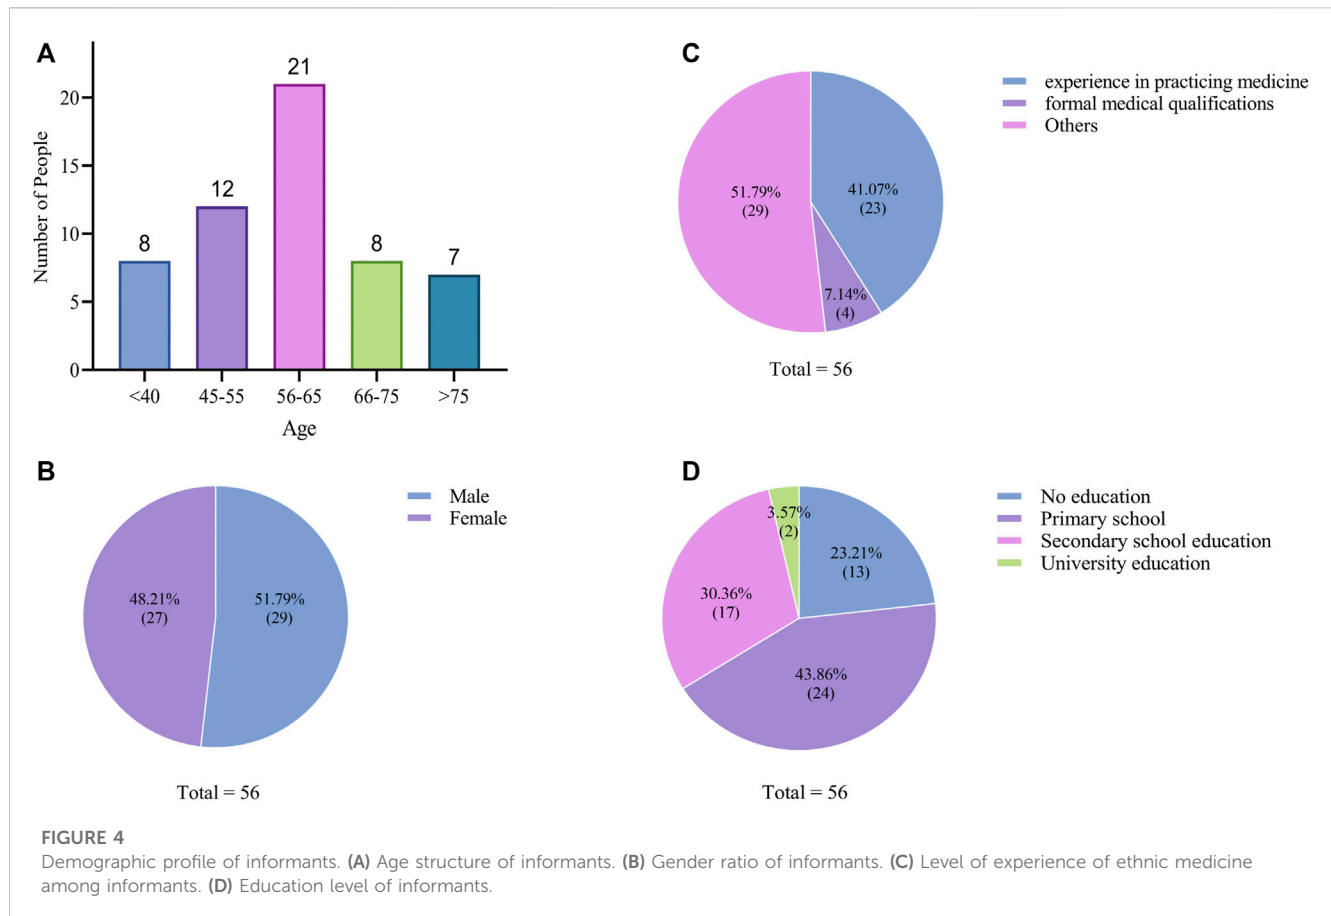 A
Number of People
20
15
10
5
0
8
12
21
8
7
<40 45-55 56-65 66-75 >75
Age
C
experience in practicing medicine
formal medical qualifications
Others
51.79%
(29)
41.07%
(23)
7.14%
(4)
Total = 56
B
Male
Female
48.21%
(27)
51.79%
(29)
Total = 56
D
No education
Primary school
Secondary school education
University education
3.57%
(2)
23.21%
(13)
30.36%
(17)
43.86%
(24)
Total = 56
FIGURE 4
Demographic profile of informants. (A) Age structure of informants. (B) Gender ratio of informants. (C) Level of experience of ethnic medicine
among informants. (D) Education level of informants.